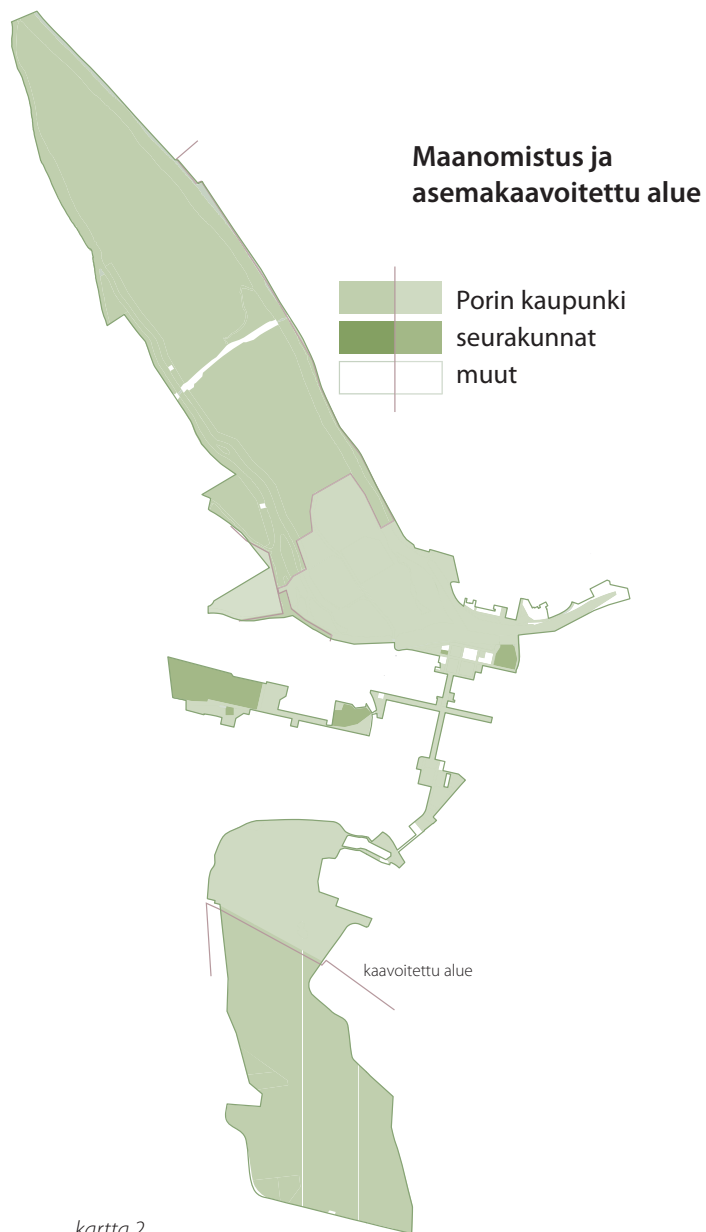 Maanomistus ja
asemakaavoitettu alue
Porin kaupunki
seurakunnat
muut
kaavoitettu alue
kartta 2